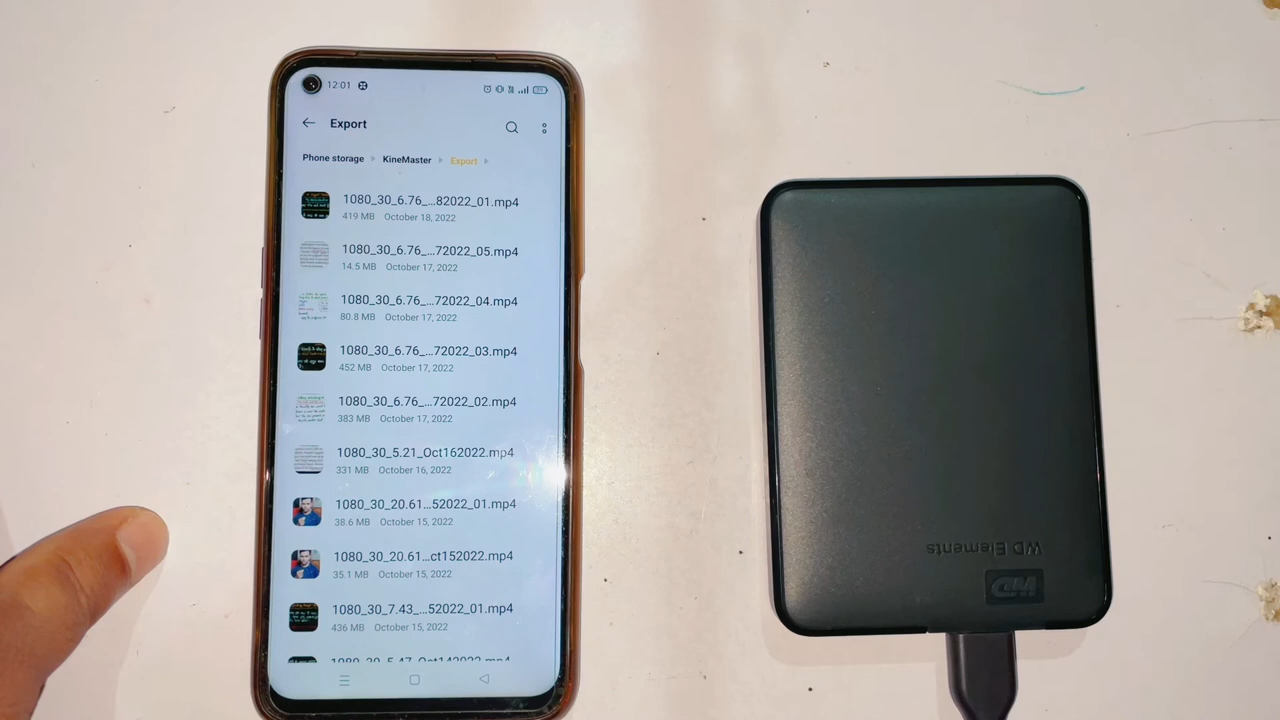 12:01
Export
Phone storage KineMaster Export
1080_30_6.76_...82022_01.mp4
419 MB October 18, 2022
1080_30_6.76_...72022_05.mp4
14.5 MB October 17, 2022
1080_30_6.76_...72022_04.mp4
80.8 MB October 17, 2022
1080_30_6.76_...72022_03.mp4
452 MB October 17, 2022
1080_30_6.76_...72022_02.mp4
383 MB October 17, 2022
1080_30_5.21_Oct162022.mp4
331 MB October 16, 2022
1080_30_20.61...52022_01.mp4
38.6 MB October 15, 2022
1080_30_20.61...ct152022.mp4
35.1 MB October 15, 2022
1080_30_7.43_...52022_01.mp4
436 MB October 15, 2022
1080_30_5.47_Oct142022.mp4
WD Elements
WD